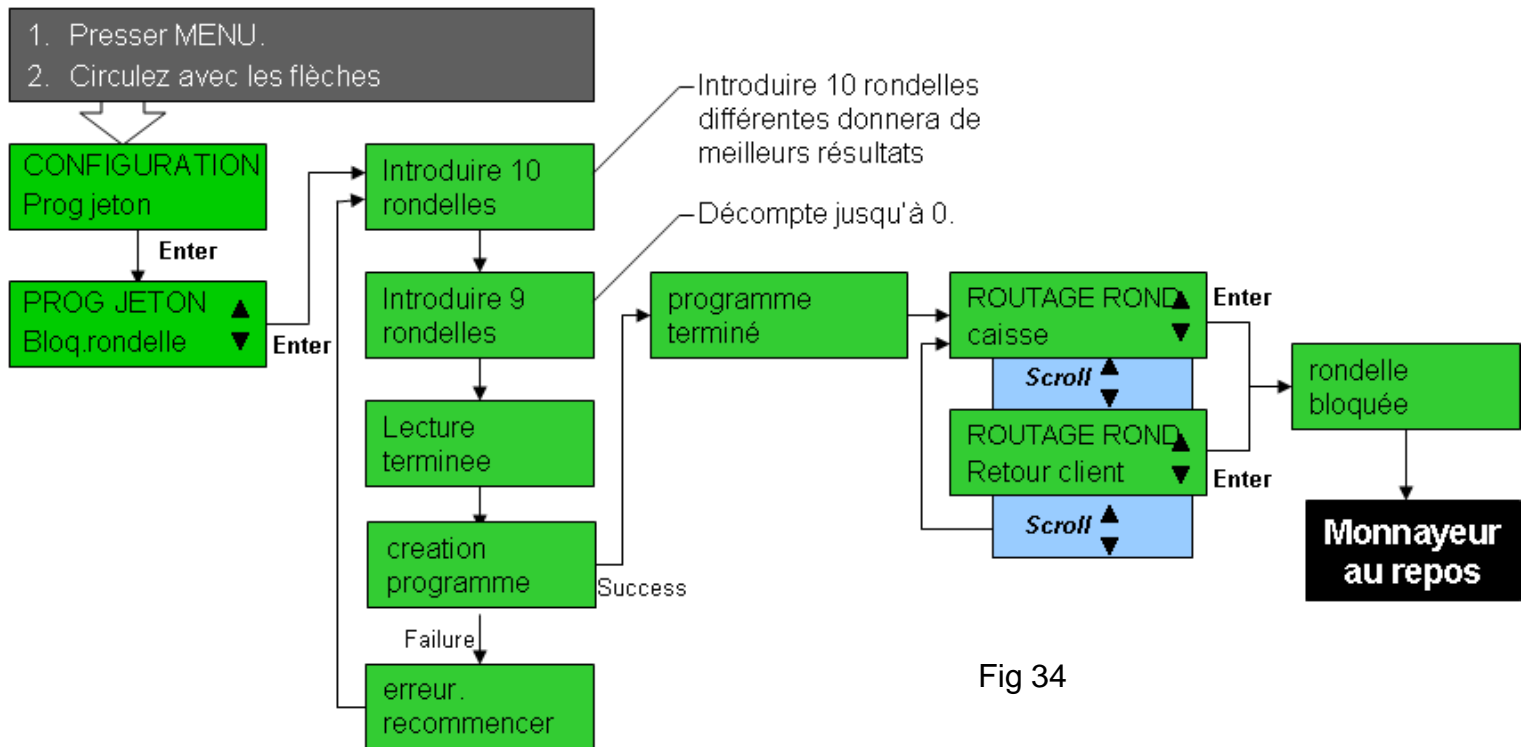 1. Presser MENU.
2. Circulez avec les flèches
CONFIGURATION
Prog jeton
Enter
PROG JETON ▲
Bloq.rondelle ▼
Enter
Introduire 10
rondelles
Introduire 10 rondelles
différentes donnera de
meilleurs résultats
Introduire 9
rondelles
Décompte jusqu'à 0.
Lecture
terminee
creation
programme
Success
Failure
erreur.
recommencer
programme
terminé
ROUTAGE ROND ▲
caisse ▼
Enter
Scroll ▲
▼
ROUTAGE ROND ▲
Retour client ▼
Enter
Scroll ▲
▼
rondelle
bloquée
Monnayeur
au repos
Fig 34